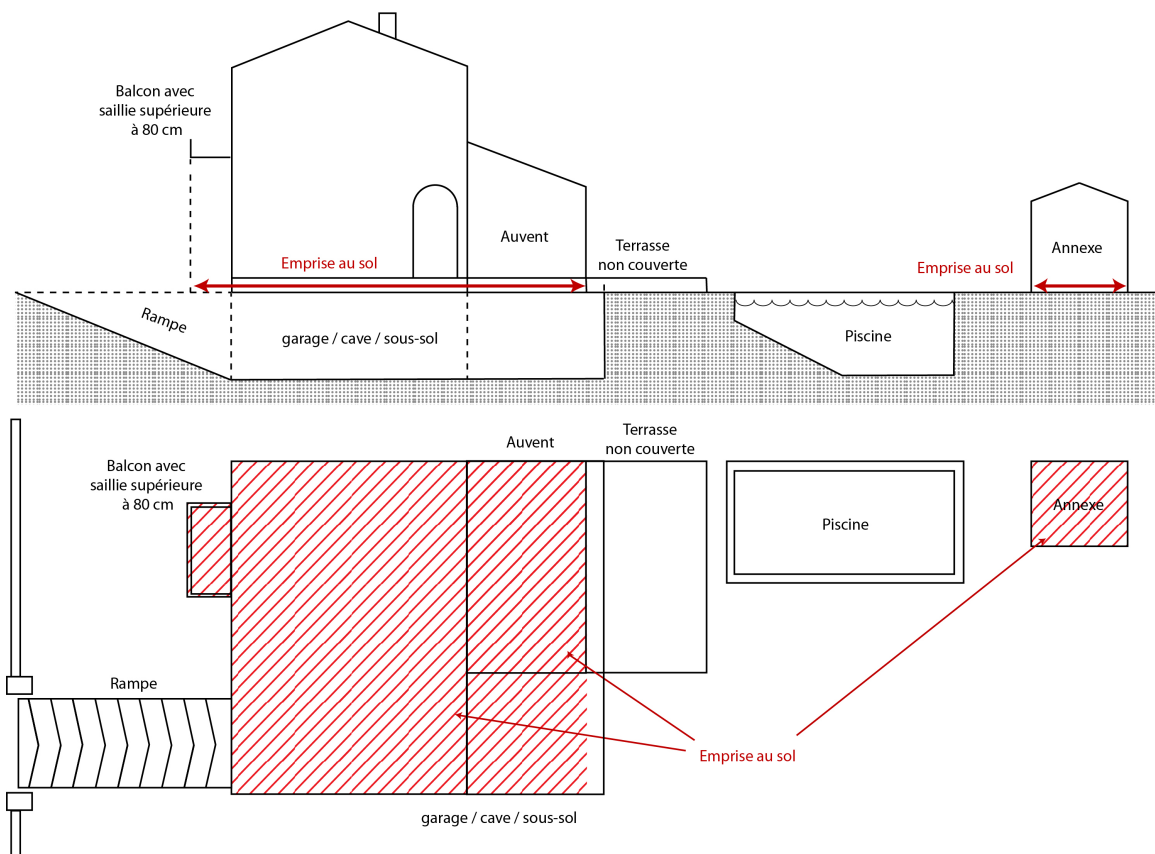 Balcon avec
saillie supérieure
à 80 cm
Emprise au sol
Auvent
Terrasse
non couverte
Emprise au sol
Annexe
Rampe
garage / cave / sous-sol
Piscine
Balcon avec
saillie supérieure
à 80 cm
Auvent
Terrasse
non couverte
Piscine
Annexe
Rampe
Emprise au sol
garage / cave / sous-sol